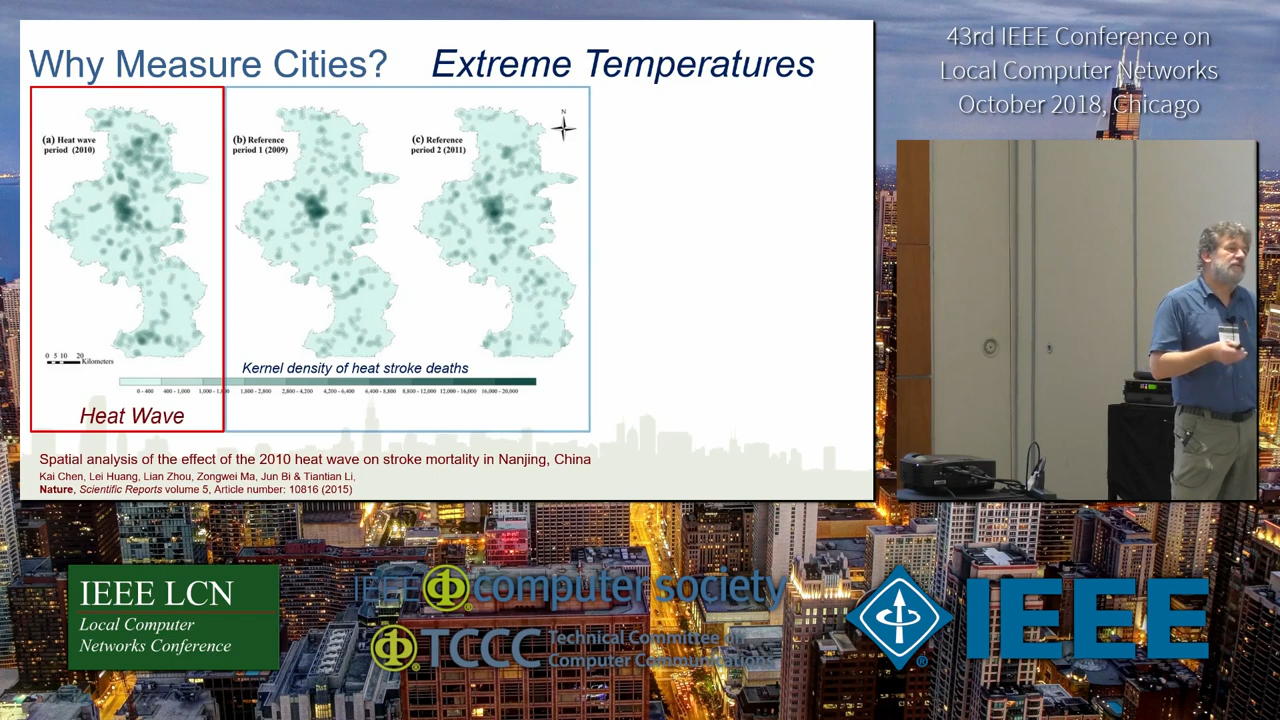 Why Measure Cities? Extreme Temperatures
(a) Heat wave
period (2010)
(b) Reference
period 1 (2009)
(c) Reference
period 2 (2011)
N
0 5 10 20
Kilometers
Kernel density of heat stroke deaths
0 - 400 400 - 1,000 1,800 - 2,800 2,800 - 4,200 4,200 - 6,400 6,400 - 8,800 8,800 - 12,000 12,000 - 16,000 16,000 - 20,000
Heat Wave
Spatial analysis of the effect of the 2010 heat wave on stroke mortality in Nanjing, China
Kai Chen, Lei Huang, Lian Zhou, Zongwei Ma, Jun Bi & Tiantian Li,
Nature, Scientific Reports volume 5, Article number: 10816 (2015)
43rd IEEE Conference on
Local Computer Networks
October 2018, Chicago
IEEE LCN
Local Computer
Networks Conference
IEEE computer society
TCCC Technical Committee on
Computer Communications
IEEE